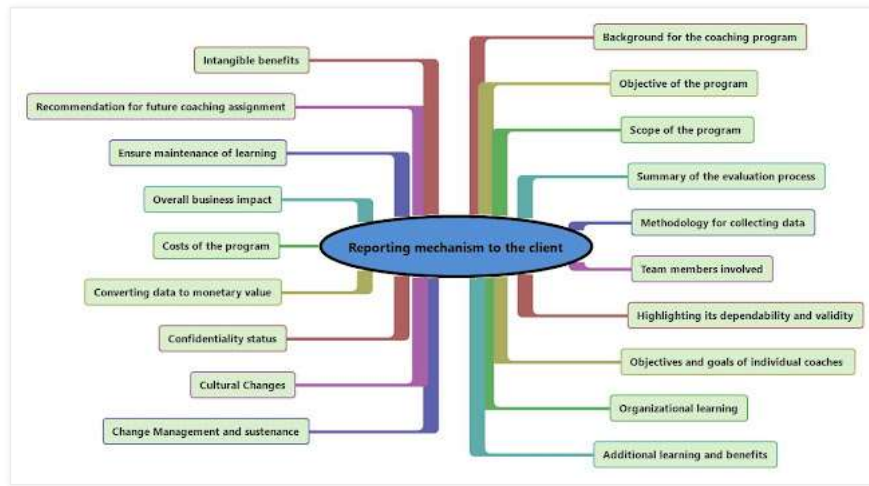 Background for the coaching program
Intangible benefits
Objective of the program
Recommendation for future coaching assignment
Scope of the program
Ensure maintenance of learning
Summary of the evaluation process
Overall business impact
Methodology for collecting data
Reporting mechanism to the client
Costs of the program
Team members involved
Converting data to monetary value
Highlighting its dependability and validity
Confidentiality status
Objectives and goals of individual coaches
Cultural Changes
Organizational learning
Change Management and sustenance
Additional learning and benefits